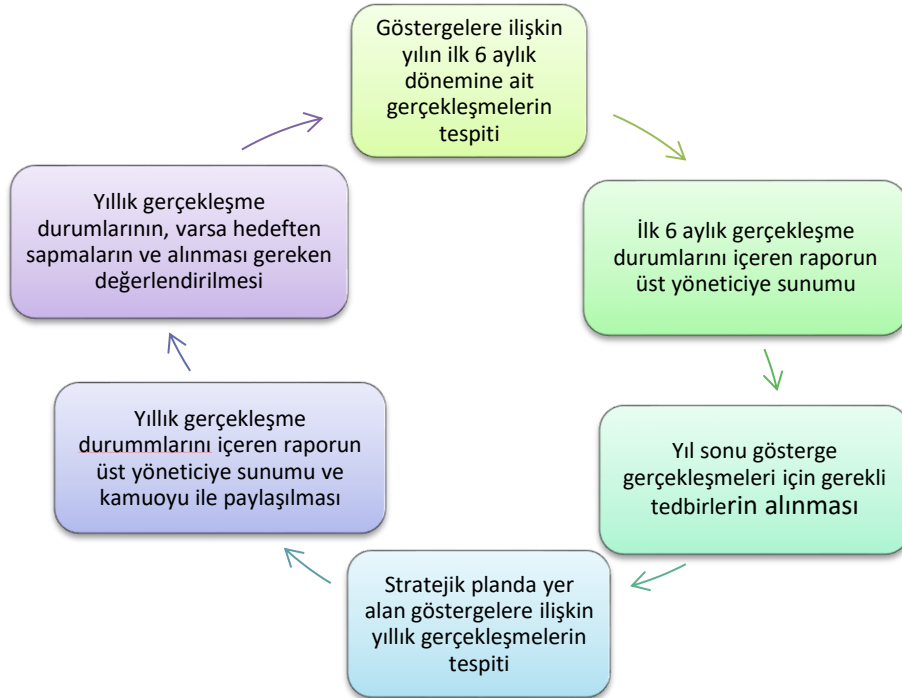 Göstergelere ilişkin
yılın ilk 6 aylık
dönemine ait
gerçekleşmelerin
tespiti
İlk 6 aylık gerçekleşme
durumlarını içeren raporun
üst yöneticiye sunumu
Yıl sonu gösterge
gerçekleşmeleri için gerekli
tedbirlerin alınması
Stratejik planda yer
alan göstergelere ilişkin
yıllık gerçekleşmelerin
tespiti
Yıllık gerçekleşme
durummlarını içeren raporun
üst yöneticiye sunumu ve
kamuoyu ile paylaşılması
Yıllık gerçekleşme
durumlarının, varsa hedeften
sapmaların ve alınması gereken
değerlendirilmesi